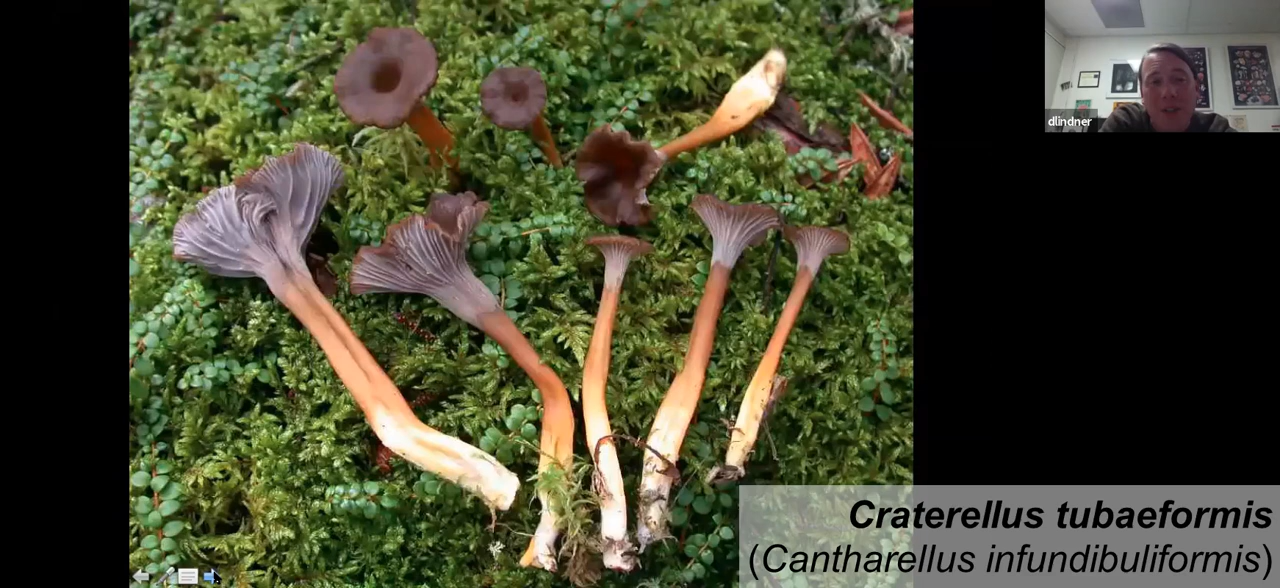 dlindner
Craterellus tubaeformis
(Cantharellus infundibuliformis)